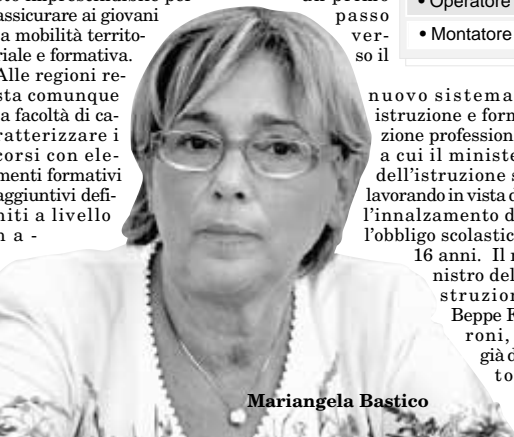 assicurare ai giovani
la mobilità territo-
riale e formativa.
Alle regioni re-
sta comunque
la facoltà di ca-
ratterizzare i
corsi con ele-
menti formativi
aggiuntivi defi-
niti a livello
n a -
un primo
passo
ver-
so il
• Operatore
• Montatore
nuovo sistema
istruzione e form
zione profession
a cui il ministe
dell'istruzione s
lavorando in vista d
l'innalzamento d
l'obbligo scolastic
16 anni. Il m
nistro del
struzion
Beppe F
roni,
già d
to
Mariangela Bastico